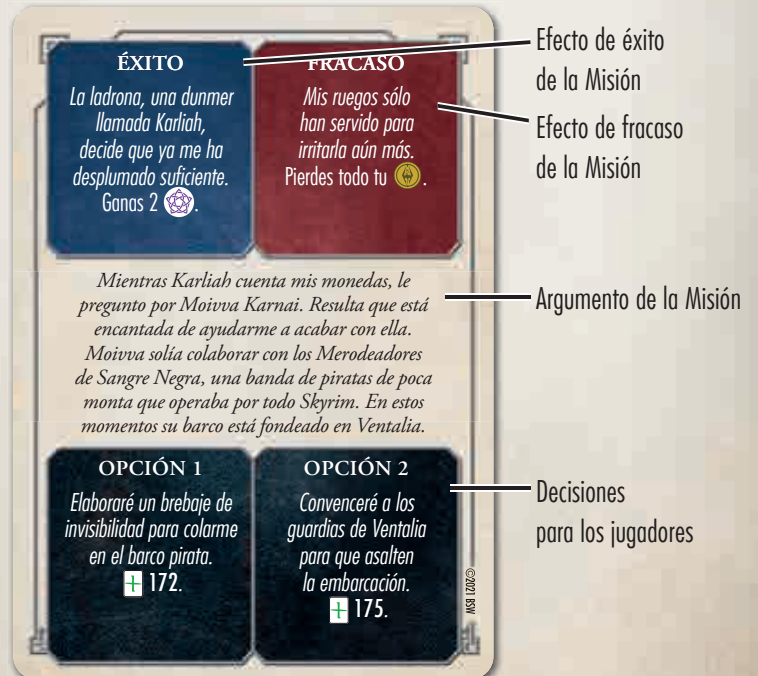 ÉXITO
La ladrona, una dunmer
llamada Karliah,
decide que ya me ha
desplumado suficiente.
Ganas 2 .
FRACASO
Mis ruegos sólo
han servido para
irritarla aún más.
Pierdes todo tu .
Efecto de éxito
de la Misión
Efecto de fracaso
de la Misión
Mientras Karliah cuenta mis monedas, le
pregunto por Moivva Karnai. Resulta que está
encantada de ayudarme a acabar con ella.
Moivva solía colaborar con los Merodeadores
de Sangre Negra, una banda de piratas de poca
monta que operaba por todo Skyrim. En estos
momentos su barco está fondeado en Ventalia.
Argumento de la Misión
OPCIÓN 1
Elaboraré un brebaje de
invisibilidad para colarme
en el barco pirata.
+ 172.
OPCIÓN 2
Convenceré a los
guardias de Ventalia
para que asalten
la embarcación.
+ 175.
Decisiones
para los jugadores
©2021 BSW